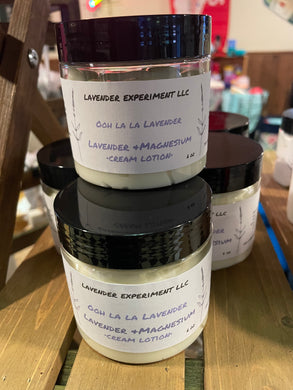 LAVENDER EXPERIMENT LLC
OOH LA LA LAVENDER
LAVENDER & MAGNESIUM
-CREAM LOTION-
LAVENDER EXPERIMENT LLC
OOH LA LA LAVENDER
LAVENDER & MAGNESIUM
-CREAM LOTION-